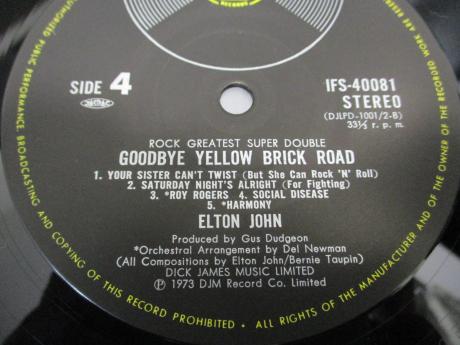 RECORDS
SIDE 4
IFS-40081
STEREO
(DJLPD-1001/2-B)
33⅓ r. p. m.
ROCK GREATEST SUPER DOUBLE
GOODBYE YELLOW BRICK ROAD
1. YOUR SISTER CAN'T TWIST (But She Can Rock 'N' Roll)
2. SATURDAY NIGHT'S ALRIGHT (For Fighting)
3. *ROY ROGERS 4. SOCIAL DISEASE
5. *HARMONY
ELTON JOHN
Produced by Gus Dudgeon
*Orchestral Arrangement by Del Newman
(All Compositions by Elton John/Bernie Taupin)
DICK JAMES MUSIC LIMITED
Ⓟ 1973 DJM Record Co. Limited
PUBLIC PERFORMANCE, BROADCASTING AND COPYING OF THIS RECORD PROHIBITED • ALL RIGHTS OF THE MANUFACTURER AND OF THE OWNER OF THE RECORDED WORK ARE